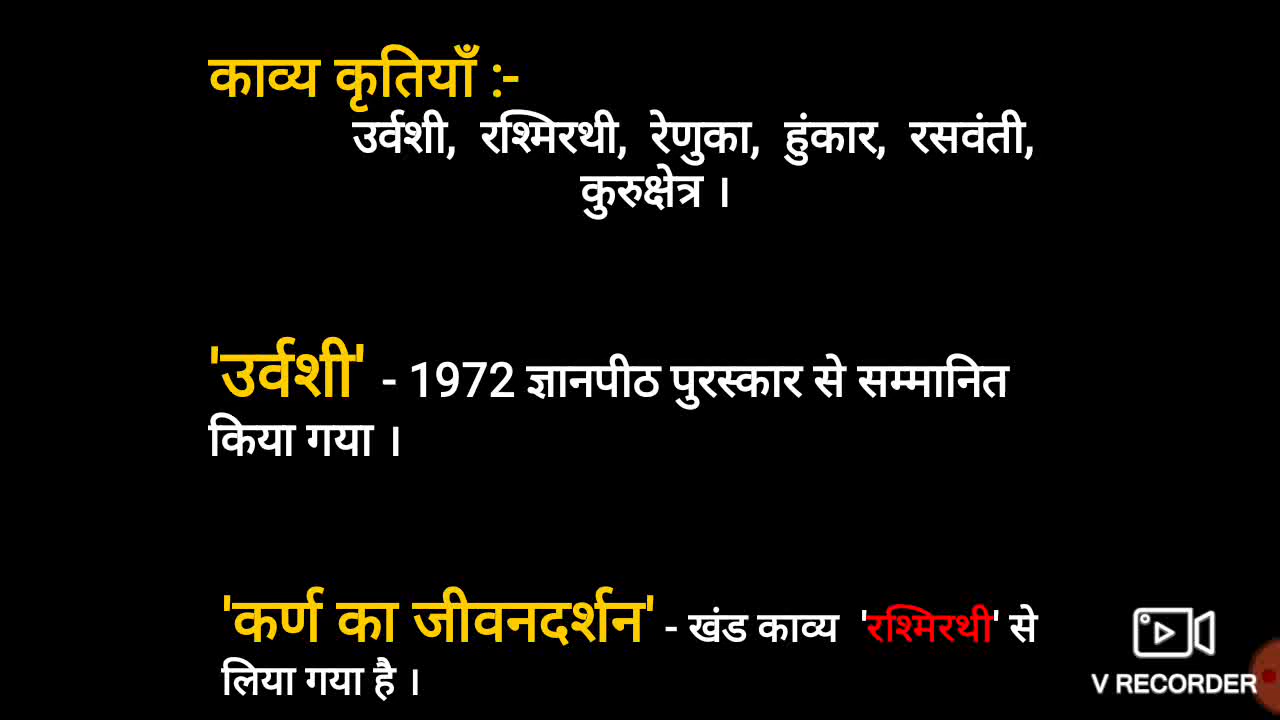 काव्य कृतियाँ :-
उर्वशी, रश्मिरथी, रेणुका, हुंकार, रसवंती,
कुरुक्षेत्र ।
'उर्वशी' - 1972 ज्ञानपीठ पुरस्कार से सम्मानित
किया गया ।
'कर्ण का जीवनदर्शन' - खंड काव्य 'रश्मिरथी' से
लिया गया है ।
V RECORDER